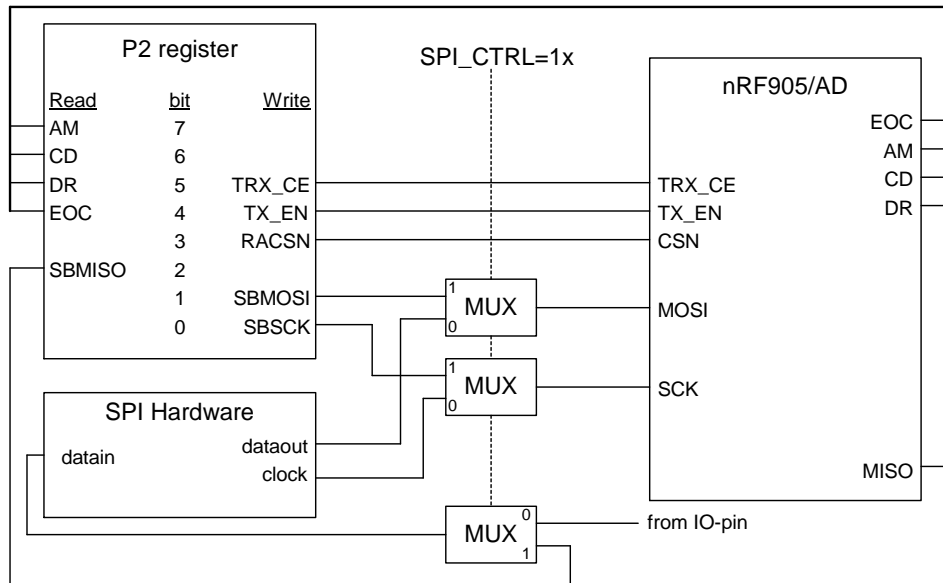 P2 register
Read bit Write
AM 7
CD 6
DR 5 TRX_CE
EOC 4 TX_EN
3 RACSN
SBMISO 2
1 SBMOSI
0 SBSCK
SPI_CTRL=1x
nRF905/AD
EOC
AM
CD
DR
TRX_CE
TX_EN
CSN
MOSI
SCK
MISO
1
MUX
0
1
MUX
0
SPI Hardware
dataout
datain
clock
0
MUX
1
from IO-pin